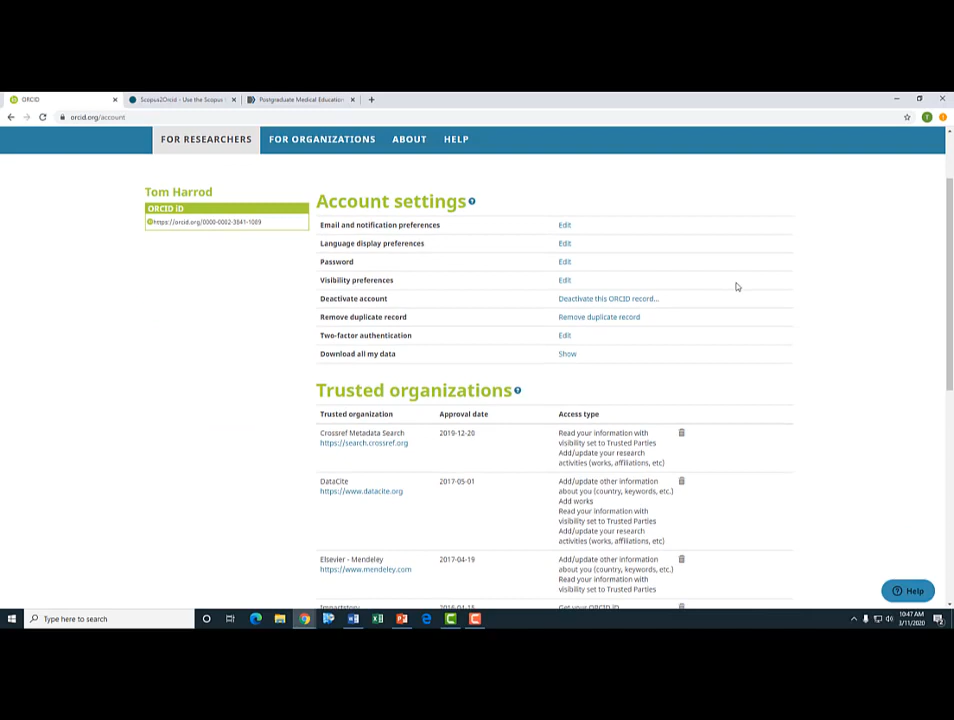 ORCID
Scopus2Orcid - Use the Scopus
Postgraduate Medical Education
orcid.org/account
FOR RESEARCHERS FOR ORGANIZATIONS ABOUT HELP
Tom Harrod
ORCID iD
https://orcid.org/0000-0002-3841-1089
Account settings
Email and notification preferences Edit
Language display preferences Edit
Password Edit
Visibility preferences Edit
Deactivate account Deactivate this ORCID record...
Remove duplicate record Remove duplicate record
Two-factor authentication Edit
Download all my data Show
Trusted organizations
Trusted organization Approval date Access type
Crossref Metadata Search 2019-12-20 Read your information with
https://search.crossref.org visibility set to Trusted Parties
Add/update your research
activities (works, affiliations, etc)
DataCite 2017-05-01 Add/update other information
https://www.datacite.org about you (country, keywords, etc.)
Add works
Read your information with
visibility set to Trusted Parties
Add/update your research
activities (works, affiliations, etc)
Elsevier - Mendeley 2017-04-19 Add/update other information
https://www.mendeley.com about you (country, keywords, etc.)
Read your information with
visibility set to Trusted Parties
Impactstory 2016-04-15 Get your ORCID iD
Help
Type here to search
10:47 AM
3/11/2020